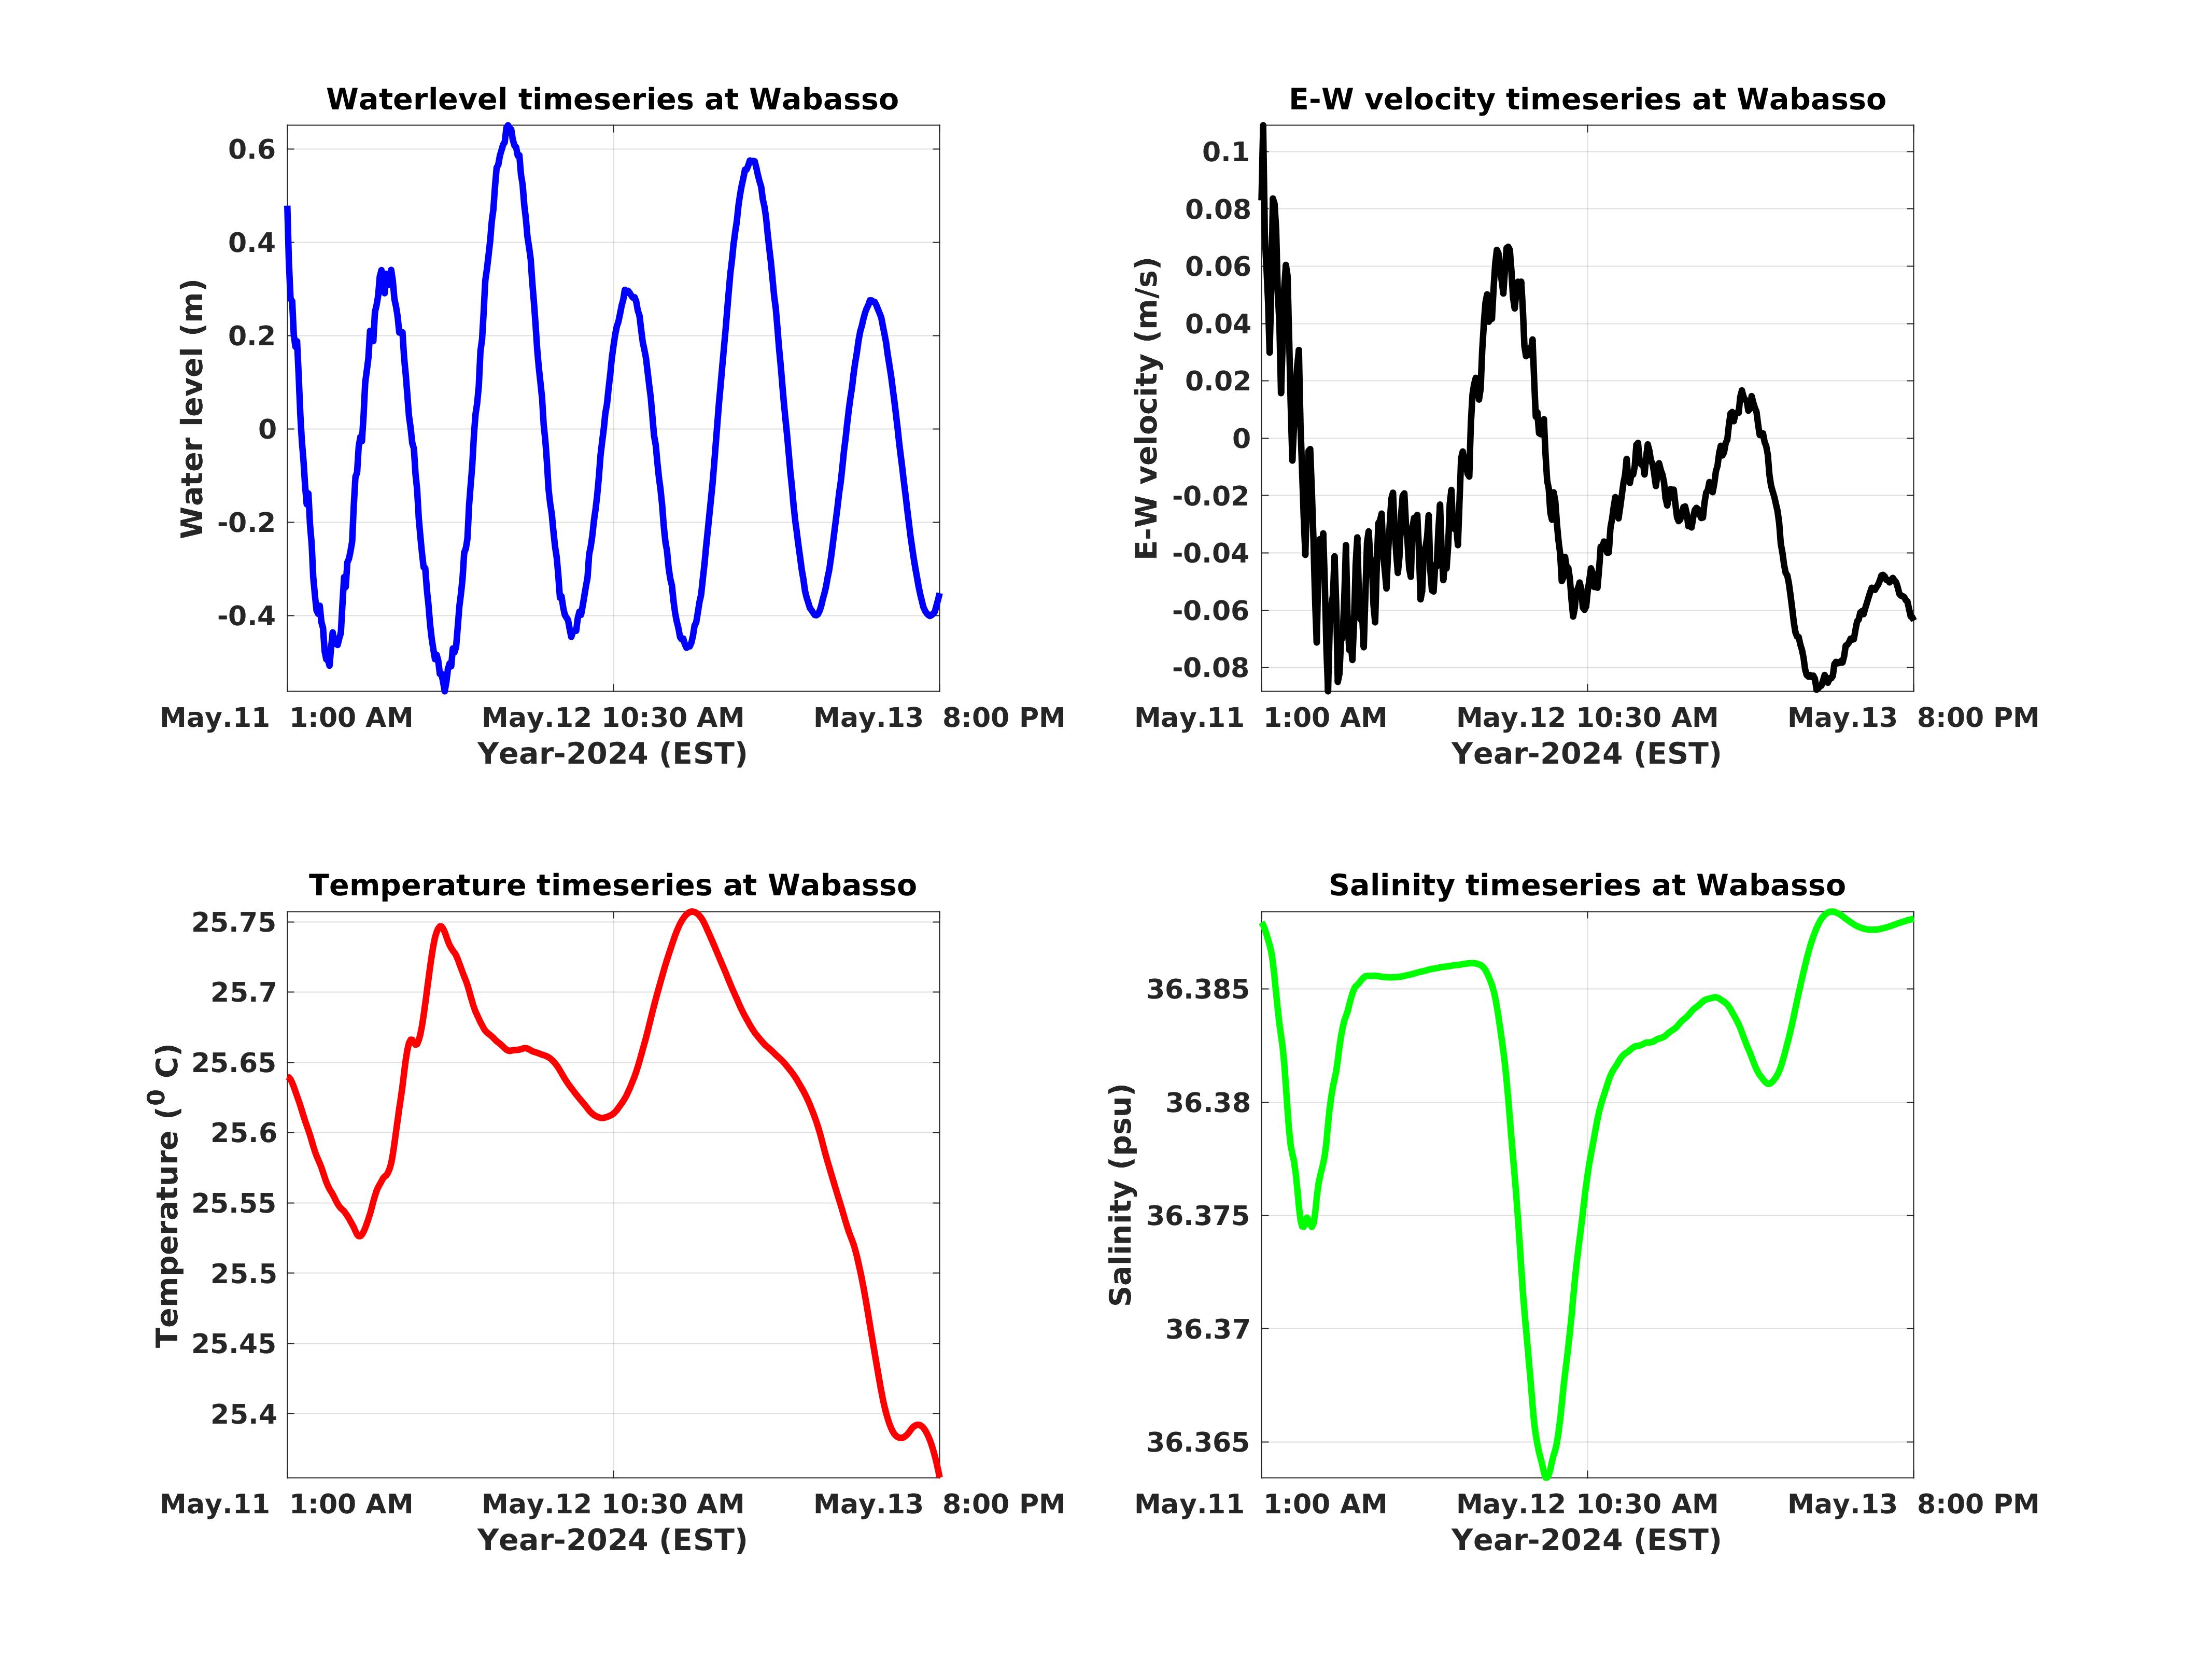 Waterlevel timeseries at Wabasso
0.6
0.4
0.2
0
-0.2
-0.4
Water level (m)
May.11 1:00 AM May.12 10:30 AM May.13 8:00 PM
Year-2024 (EST)
E-W velocity timeseries at Wabasso
0.1
0.08
0.06
0.04
0.02
0
-0.02
-0.04
-0.06
-0.08
E-W velocity (m/s)
May.11 1:00 AM May.12 10:30 AM May.13 8:00 PM
Year-2024 (EST)
Temperature timeseries at Wabasso
25.75
25.7
25.65
25.6
25.55
25.5
25.45
25.4
Temperature (⁰ C)
May.11 1:00 AM May.12 10:30 AM May.13 8:00 PM
Year-2024 (EST)
Salinity timeseries at Wabasso
36.385
36.38
36.375
36.37
36.365
Salinity (psu)
May.11 1:00 AM May.12 10:30 AM May.13 8:00 PM
Year-2024 (EST)